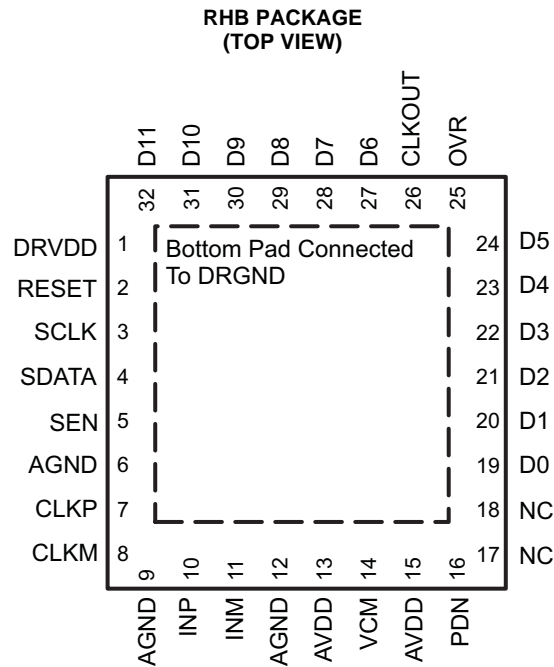 RHB PACKAGE
(TOP VIEW)
D11
D10
D9
D8
D7
D6
CLKOUT
OVR
32
31
30
29
28
27
26
25
DRVDD 1
RESET 2
SCLK 3
SDATA 4
SEN 5
AGND 6
CLKP 7
CLKM 8
Bottom Pad Connected
To DRGND
24 D5
23 D4
22 D3
21 D2
20 D1
19 D0
18 NC
17 NC
9
10
11
12
13
14
15
16
AGND
INP
INM
AGND
AVDD
VCM
AVDD
PDN